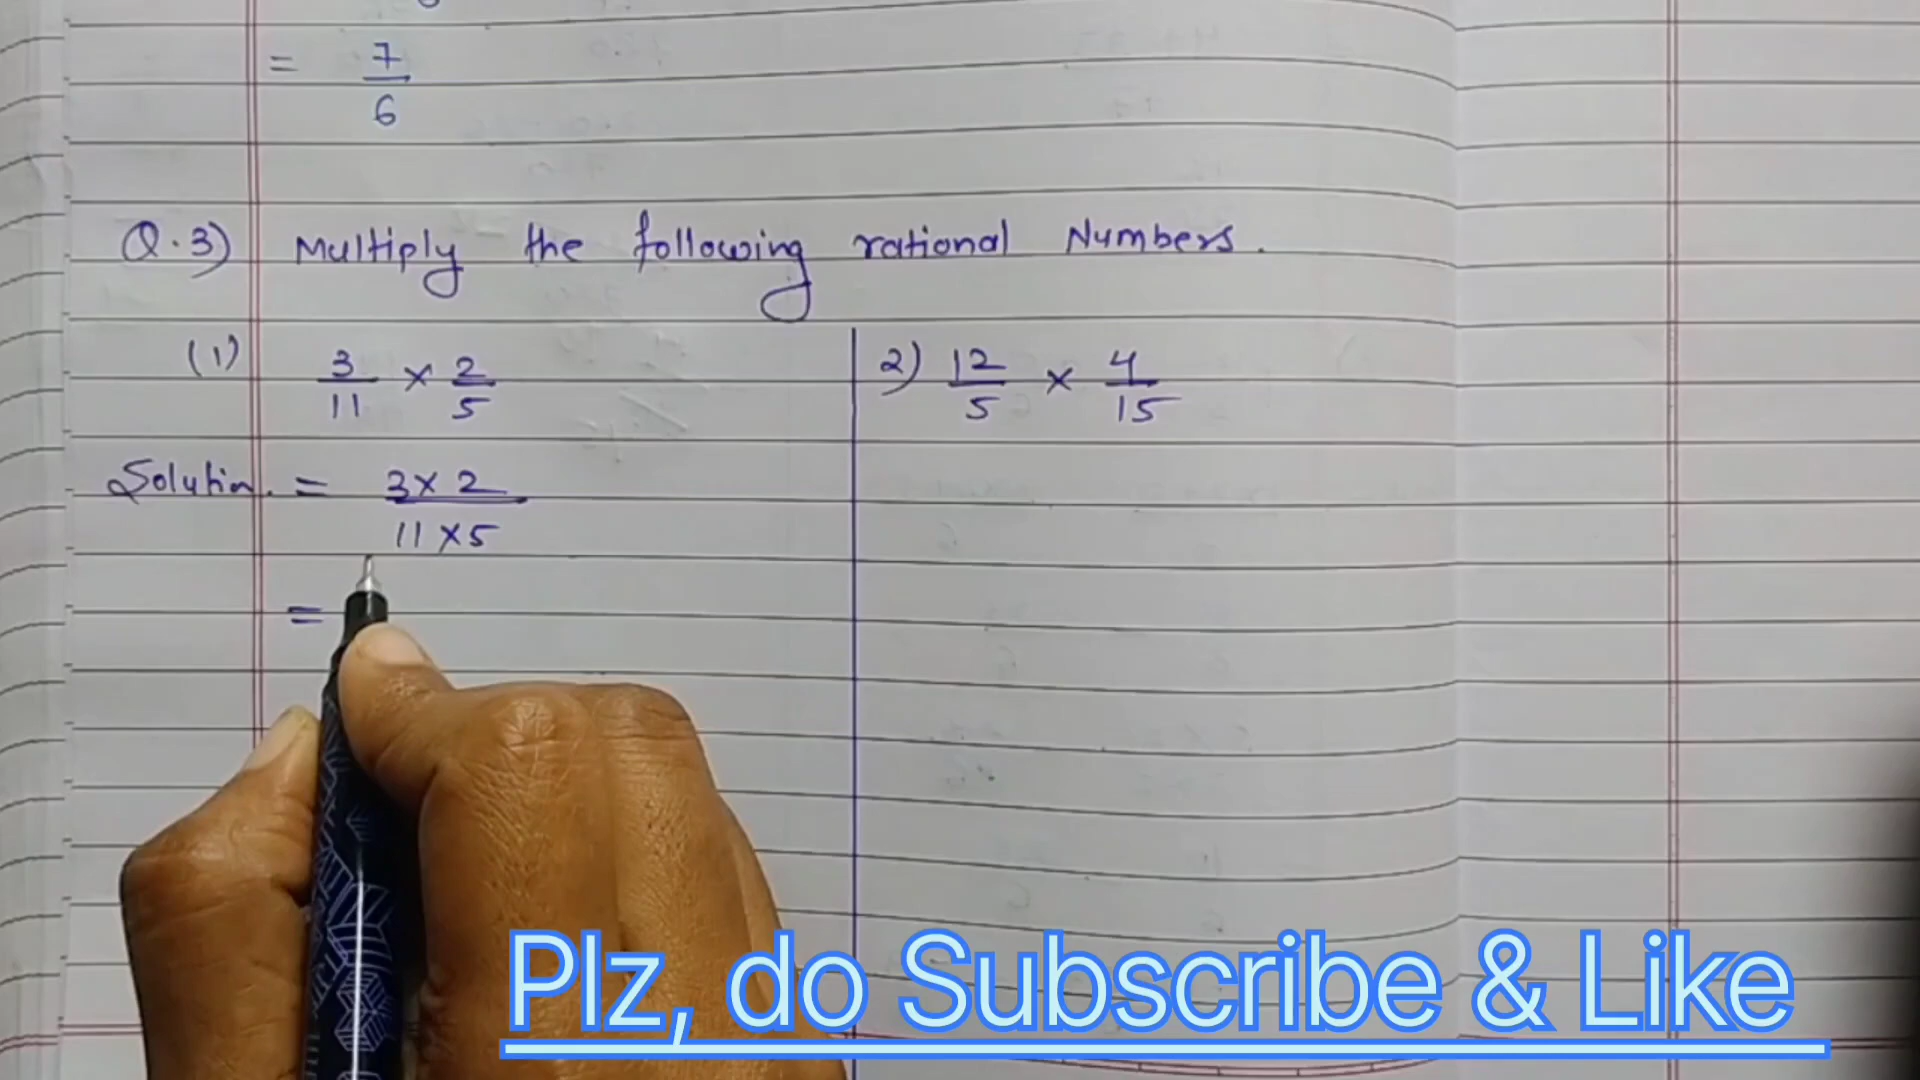 = 7/6
Q.3) Multiply the following rational Numbers.
(1) 3/11 × 2/5
2) 12/5 × 4/15
Solution. = 3×2/11×5
=
Plz, do Subscribe & Like